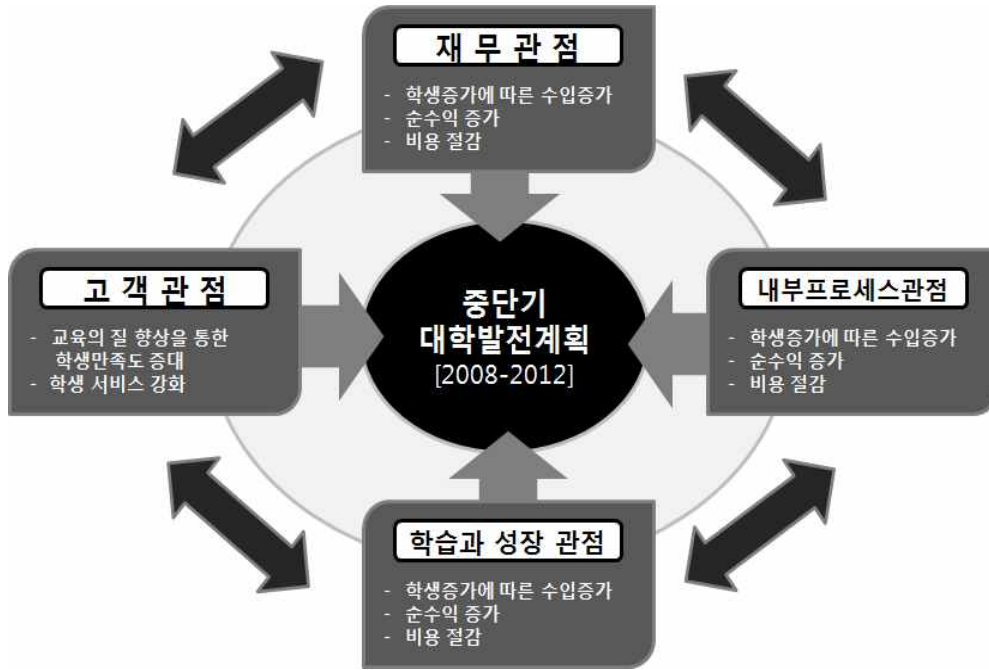 재 무 관 점
- 학생증가에 따른 수입증가
- 순수익 증가
- 비용 절감
고 객 관 점
- 교육의 질 향상을 통한
학생만족도 증대
- 학생 서비스 강화
중단기
대학발전계획
[2008-2012]
내부프로세스관점
- 학생증가에 따른 수입증가
- 순수익 증가
- 비용 절감
학습과 성장 관점
- 학생증가에 따른 수입증가
- 순수익 증가
- 비용 절감